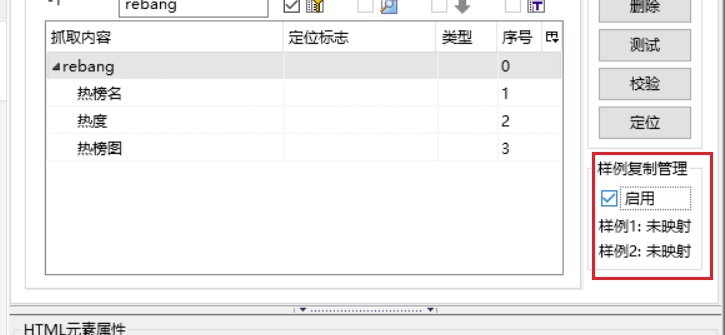 rebang
删除
抓取内容 定位标志 类型 序号
测试
rebang 0
热榜名 1
校验
热度 2
定位
热榜图 3
样例复制管理
启用
样例1: 未映射
样例2: 未映射
HTML元素属性